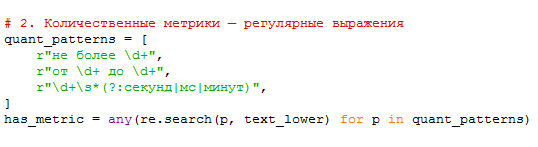 # 2. Количественные метрики — регулярные выражения
quant_patterns = [
    r"не более \d+",
    r"от \d+ до \d+",
    r"\d+\s*(?:секунд|мс|минут)",
]
has_metric = any(re.search(p, text_lower) for p in quant_patterns)